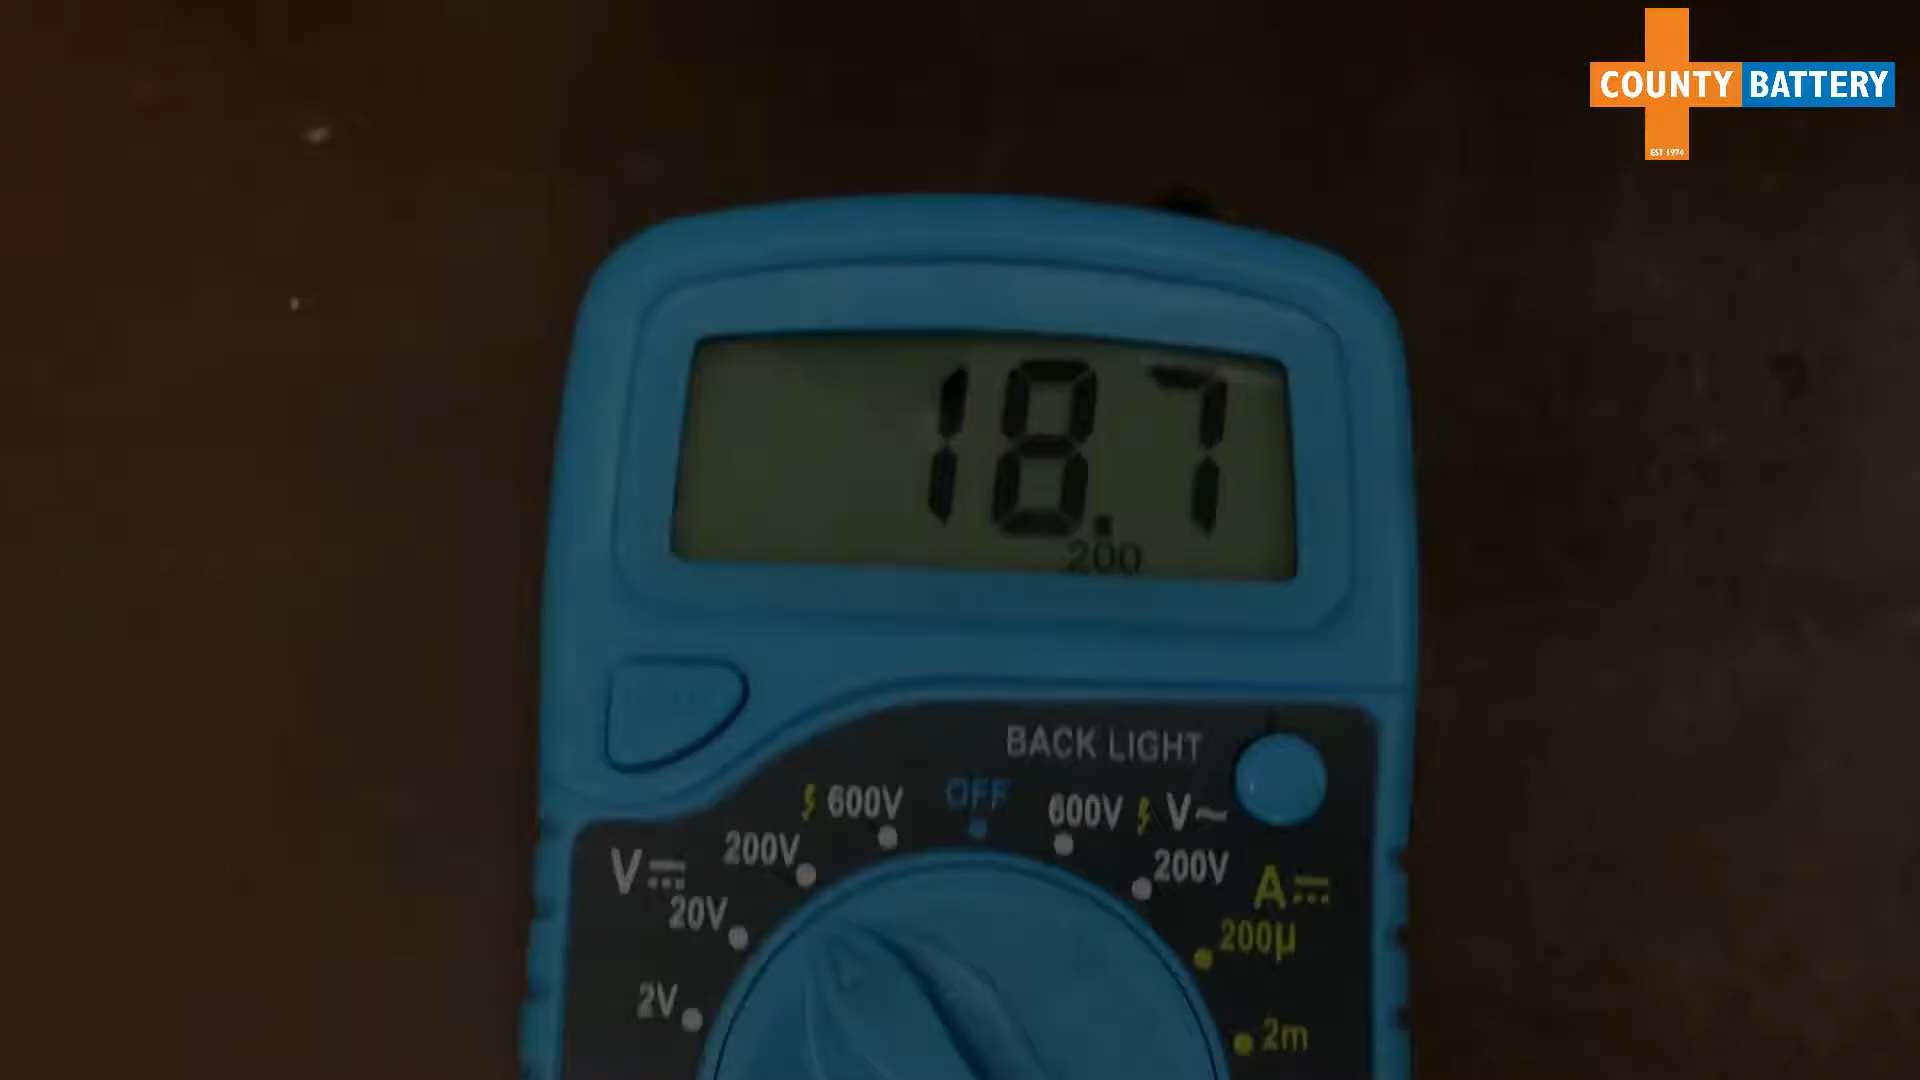 COUNTY BATTERY
EST 1974
18.7
200
BACK LIGHT
600V OFF 600V V~
200V 200V
V⎓ A⎓
20V 200µ
2V 2m